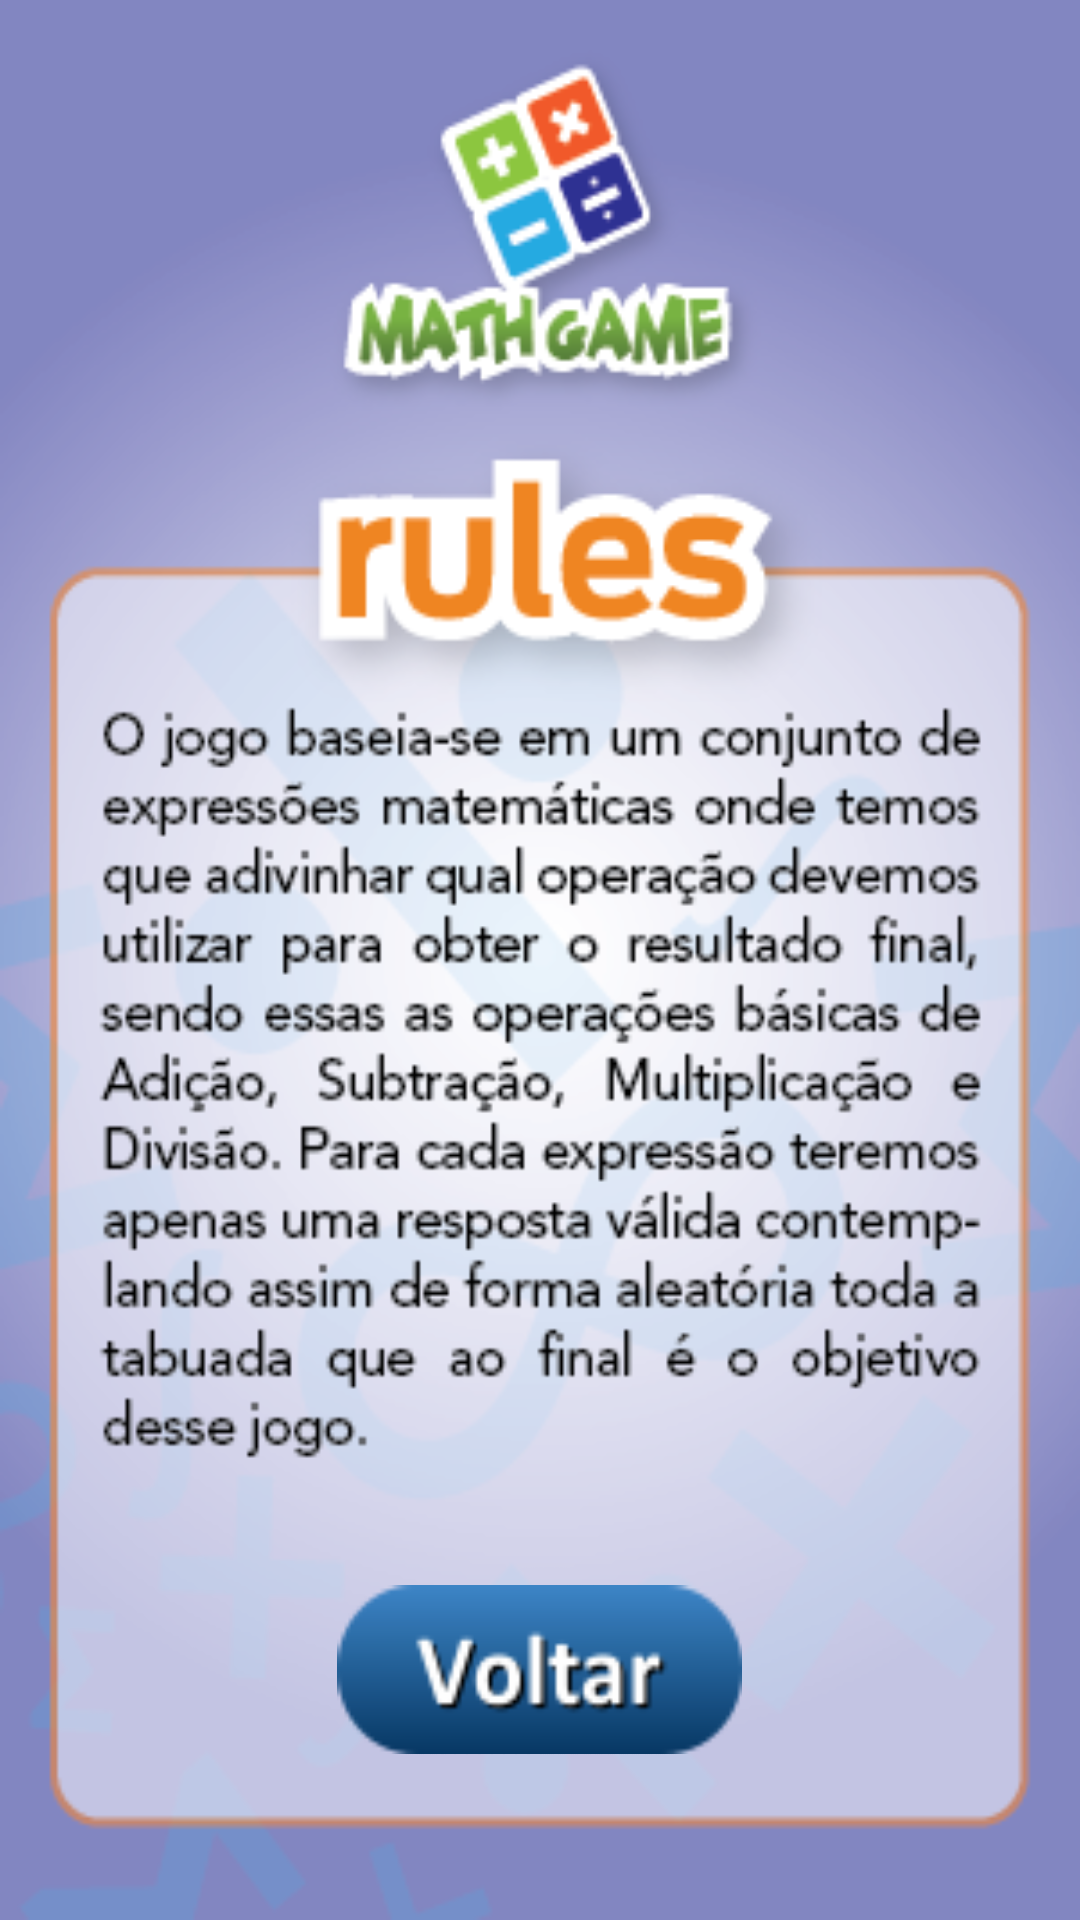 MATH GAME
rules
O jogo baseia-se em um conjunto de
expressões matemáticas onde temos
que adivinhar qual operação devemos
utilizar para obter o resultado final,
sendo essas as operações básicas de
Adição, Subtração, Multiplicação e
Divisão. Para cada expressão teremos
apenas uma resposta válida contemp-
lando assim de forma aleatória toda a
tabuada que ao final é o objetivo
desse jogo.
Voltar